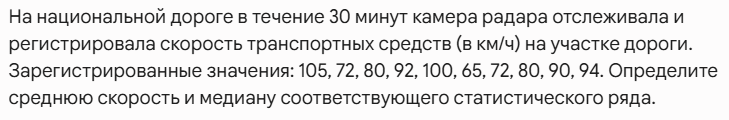 На национальной дороге в течение 30 минут камера радара отслеживала и
регистрировала скорость транспортных средств (в км/ч) на участке дороги.
Зарегистрированные значения: 105, 72, 80, 92, 100, 65, 72, 80, 90, 94. Определите
среднюю скорость и медиану соответствующего статистического ряда.